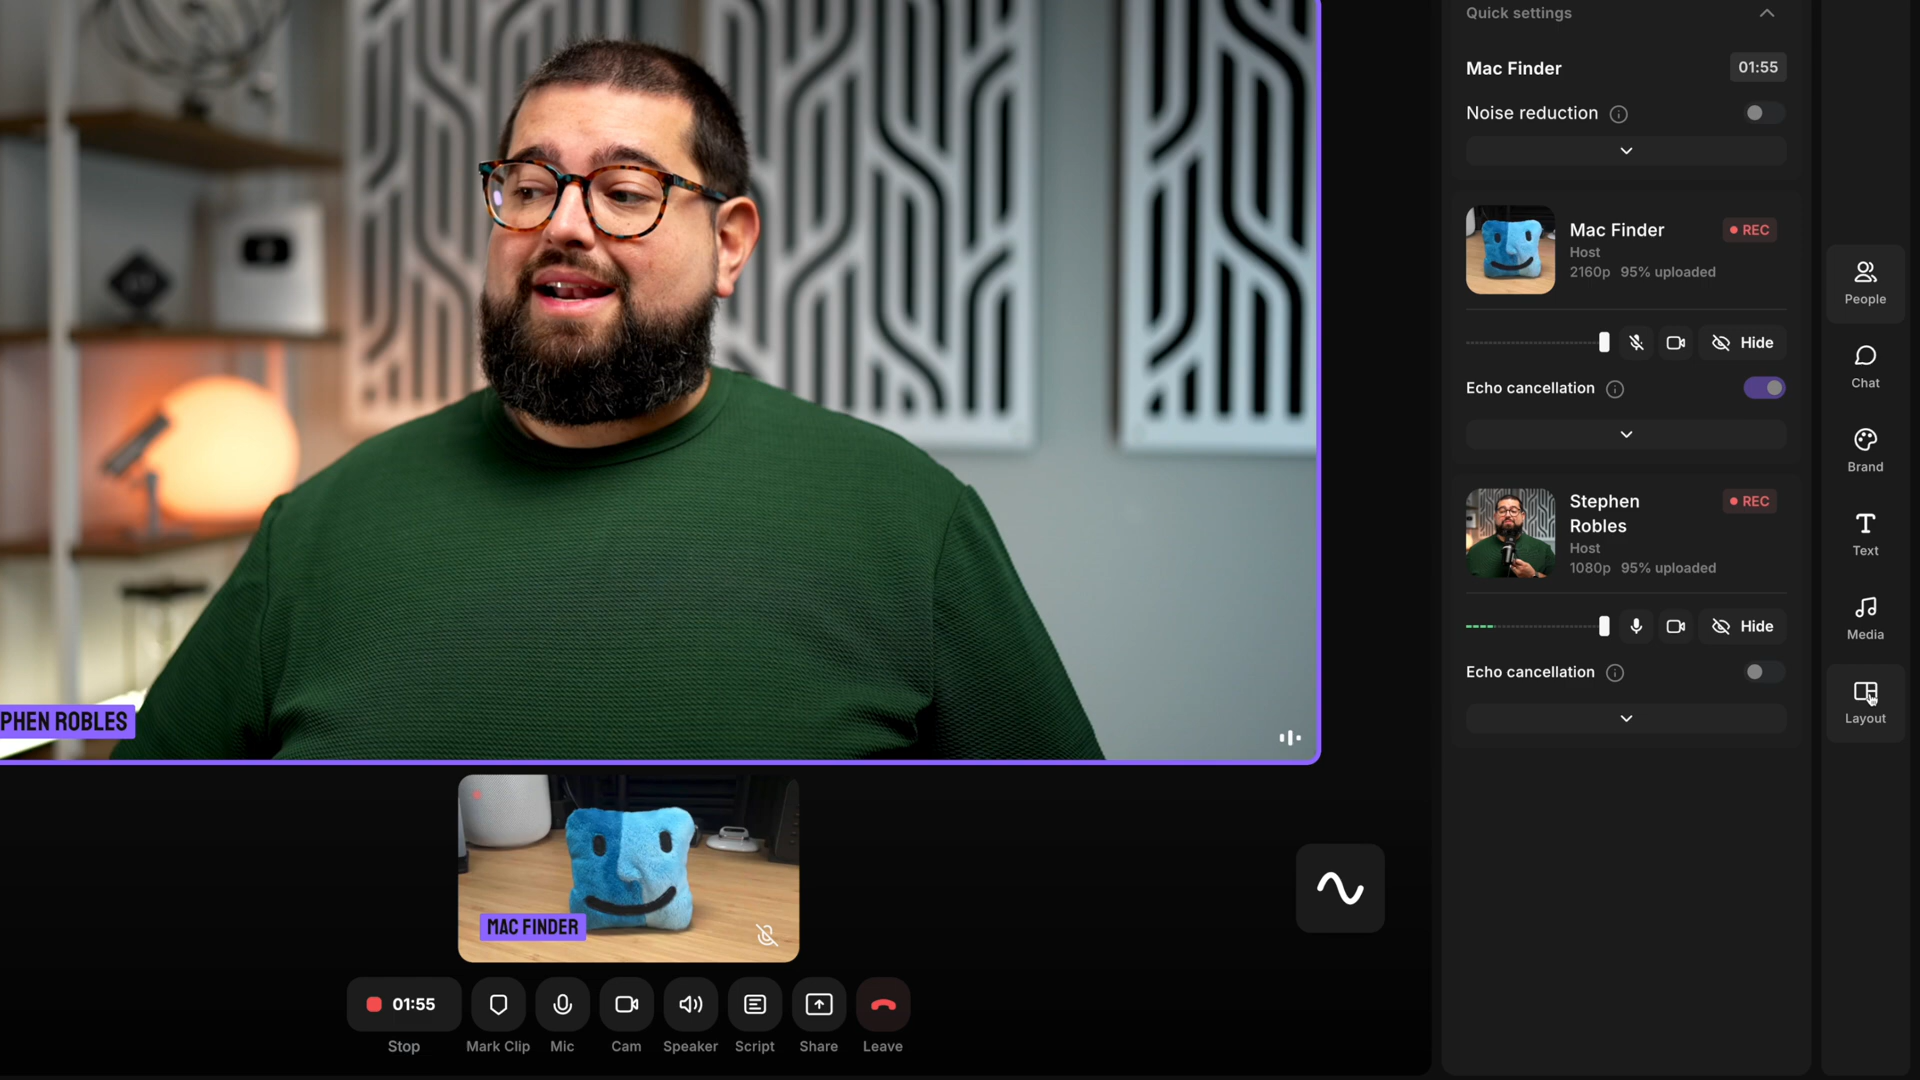 Quick settings
Mac Finder
01:55
Noise reduction
Mac Finder
REC
Host
2160p 95% uploaded
Hide
Echo cancellation
Stephen
Robles
REC
Host
1080p 95% uploaded
Hide
Echo cancellation
People
Chat
Brand
Text
Media
Layout
PHEN ROBLES
MAC FINDER
01:55
Stop
Mark Clip
Mic
Cam
Speaker
Script
Share
Leave